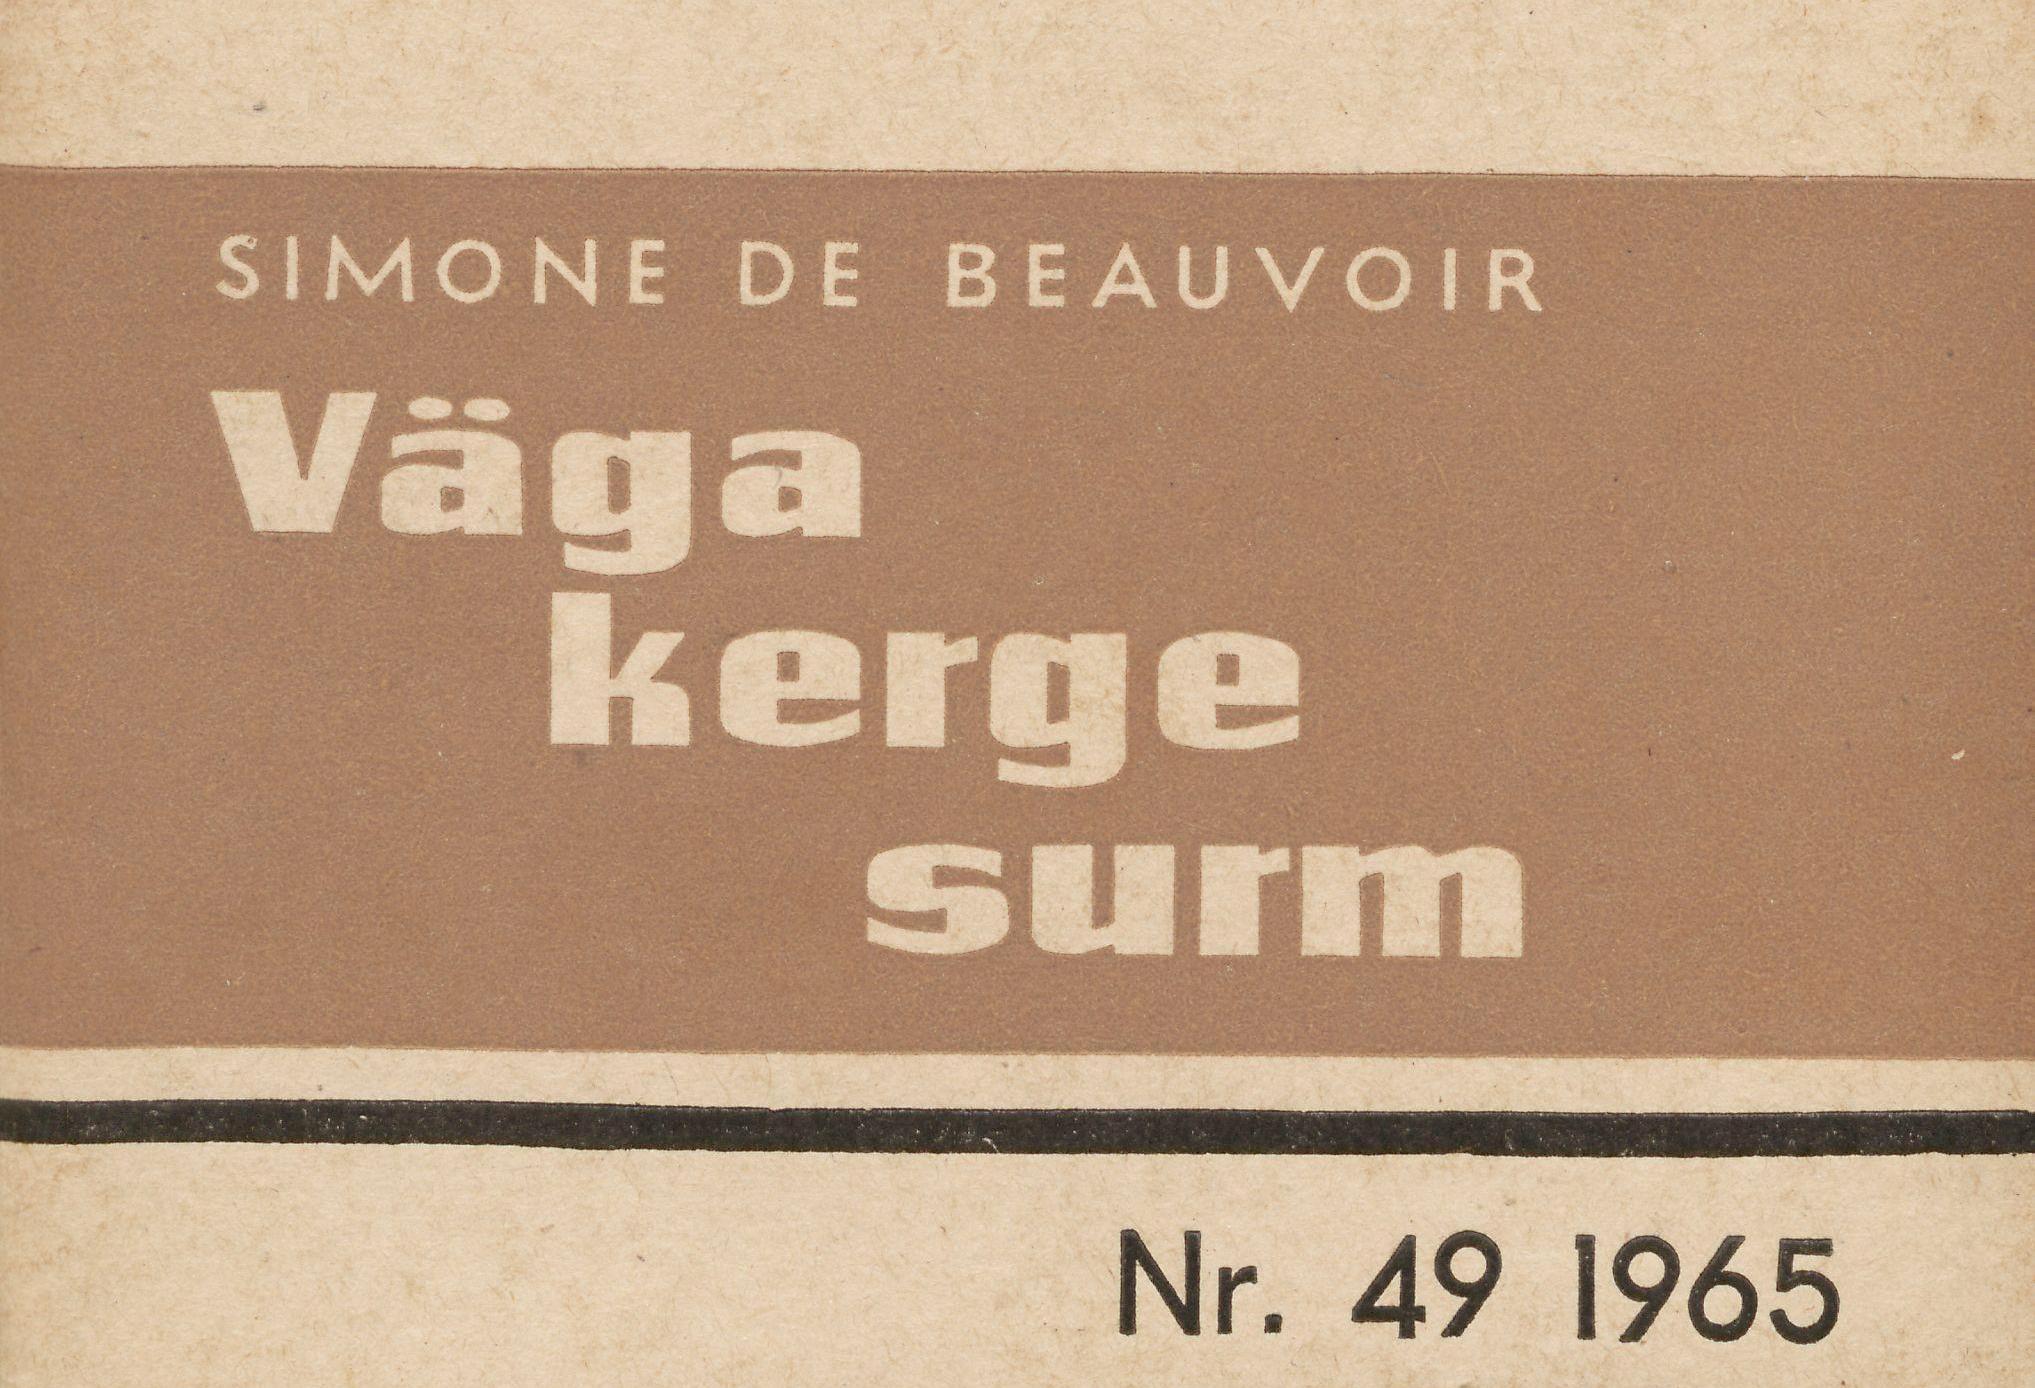 SIMONE DE BEAUVOIR
Väga
kerge
surm
Nr. 49 1965